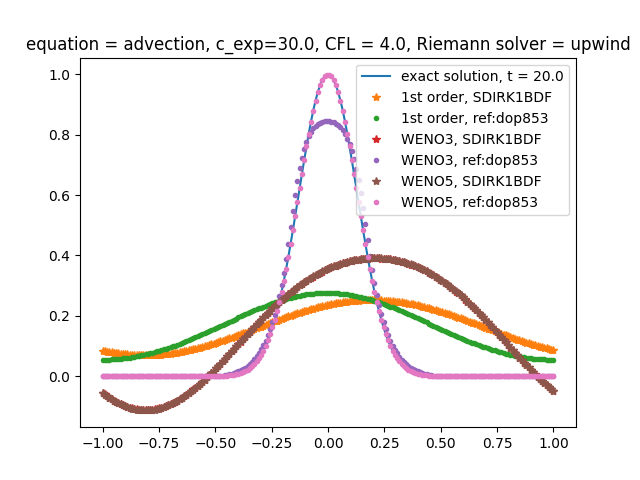 equation = advection, c_exp=30.0, CFL = 4.0, Riemann solver = upwind
exact solution, t = 20.0
1st order, SDIRK1BDF
1st order, ref:dop853
WENO3, SDIRK1BDF
WENO3, ref:dop853
WENO5, SDIRK1BDF
WENO5, ref:dop853
1.0
0.8
0.6
0.4
0.2
0.0
−1.00 −0.75 −0.50 −0.25 0.00 0.25 0.50 0.75 1.00